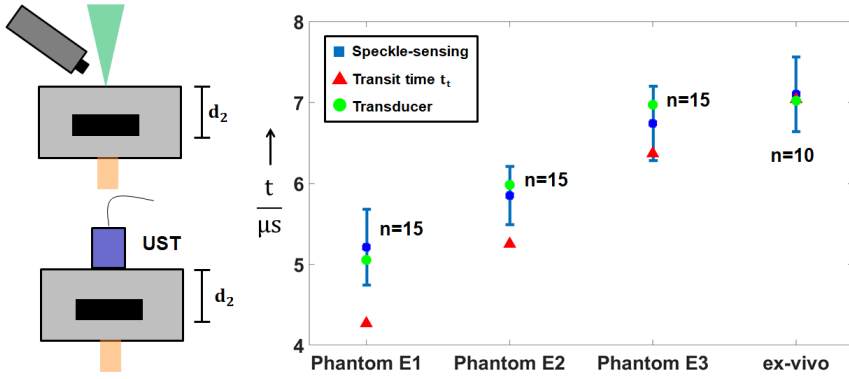 d₂
UST
d₂
t
μs
8
7
6
5
4
Speckle-sensing
Transit time tₜ
Transducer
n=15
n=15
n=15
n=10
Phantom E1 Phantom E2 Phantom E3 ex-vivo